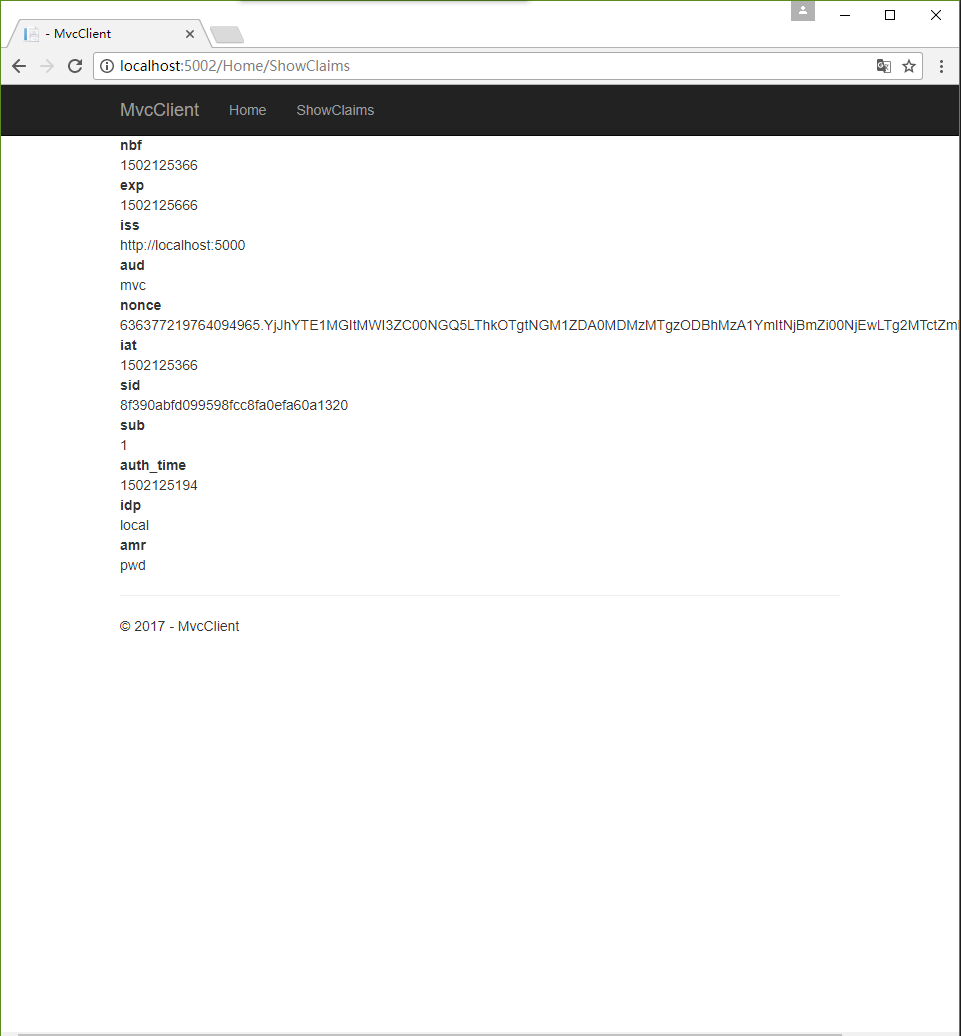 - MvcClient
localhost:5002/Home/ShowClaims
MvcClient Home ShowClaims
nbf
1502125366
exp
1502125666
iss
http://localhost:5000
aud
mvc
nonce
636377219764094965.YjJhYTE1MGItMWI3ZC00NGQ5LThkOTgtNGM1ZDA0MDMzMTgzODBhMzA1YmItNjBmZi00NjEwLTg2MTctZm
iat
1502125366
sid
8f390abfd099598fcc8fa0efa60a1320
sub
1
auth_time
1502125194
idp
local
amr
pwd
© 2017 - MvcClient